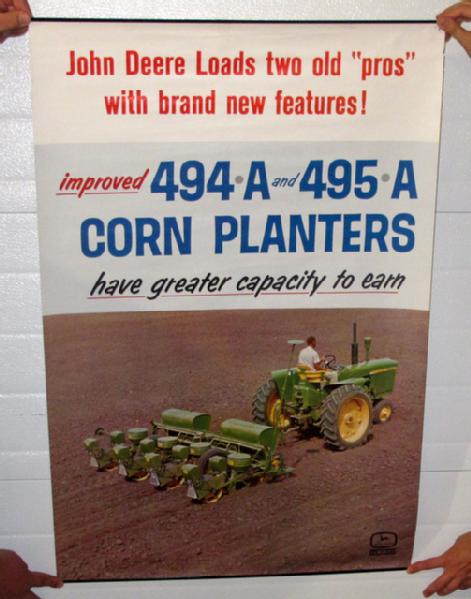 John Deere Loads two old "pros"
with brand new features!
improved 494-A and 495-A
CORN PLANTERS
have greater capacity to earn